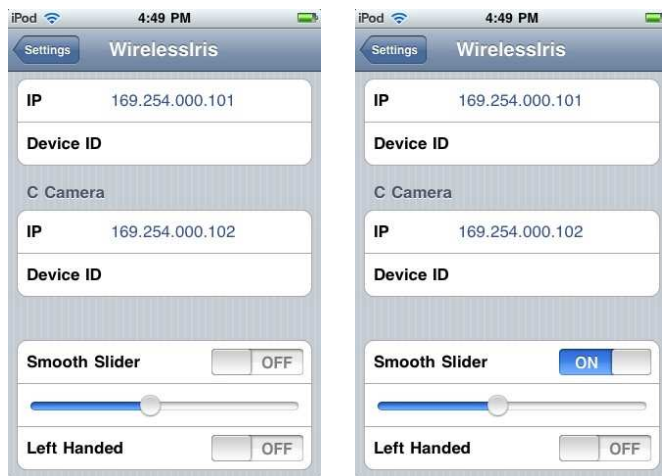 iPod 4:49 PM
Settings WirelessIris
IP 169.254.000.101
Device ID
C Camera
IP 169.254.000.102
Device ID
Smooth Slider OFF
Left Handed OFF
iPod 4:49 PM
Settings WirelessIris
IP 169.254.000.101
Device ID
C Camera
IP 169.254.000.102
Device ID
Smooth Slider ON
Left Handed OFF